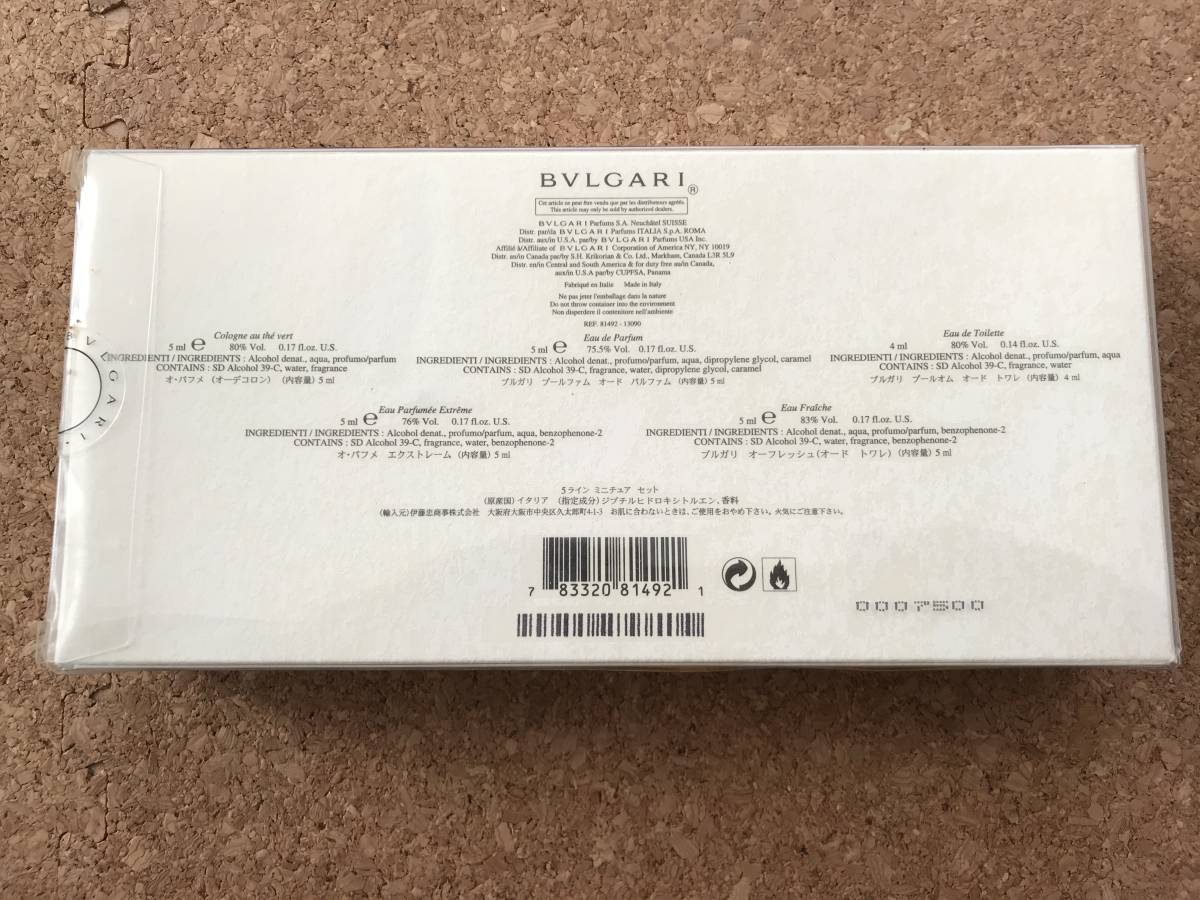 BVLGARI®
Cet article ne peut être vendu que par les distributeurs agréés.
This article may only be sold by authorized dealers.
BVLGARI Parfums S.A. Neuchâtel SUISSE
Distr. par/da BVLGARI Parfums ITALIA S.p.A. ROMA
Distr. aux/in U.S.A. par/by BVLGARI Parfums USA Inc.
Affilié à/Affiliate of BVLGARI Corporation of America NY, NY 10019
Distr. au/in Canada par/by S.H. Krikorian & Co. Ltd., Markham, Canada L3R 5L9
Distr. en/in Central and South America & for duty free au/in Canada,
aux/in U.S.A par/by CUPFSA, Panama
Fabriqué en Italie Made in Italy
Ne pas jeter l'emballage dans la nature
Do not throw container into the environment
Non disperdere il contenitore nell'ambiente
REF. 81492 - 13090
Cologne au thé vert
5 ml ℮ 80% Vol. 0.17 fl.oz. U.S.
INGREDIENTI / INGREDIENTS : Alcohol denat., aqua, profumo/parfum
CONTAINS : SD Alcohol 39-C, water, fragrance
オ・パフメ (オーデコロン) (内容量) 5 ml
Eau de Parfum
5 ml ℮ 75.5% Vol. 0.17 fl.oz. U.S.
INGREDIENTI / INGREDIENTS : Alcohol denat., profumo/parfum, aqua, dipropylene glycol, caramel
CONTAINS : SD Alcohol 39-C, fragrance, water, dipropylene glycol, caramel
ブルガリ プールファム オード パルファム (内容量) 5 ml
Eau de Toilette
4 ml 80% Vol. 0.14 fl.oz. U.S.
INGREDIENTI / INGREDIENTS : Alcohol denat., profumo/parfum, aqua
CONTAINS : SD Alcohol 39-C, fragrance, water
ブルガリ プールオム オード トワレ (内容量) 4 ml
Eau Parfumée Extrême
5 ml ℮ 76% Vol. 0.17 fl.oz. U.S.
INGREDIENTI / INGREDIENTS : Alcohol denat., profumo/parfum, aqua, benzophenone-2
CONTAINS : SD Alcohol 39-C, fragrance, water, benzophenone-2
オ・パフメ エクストレーム (内容量) 5 ml
Eau Fraîche
5 ml ℮ 83% Vol. 0.17 fl.oz. U.S.
INGREDIENTI / INGREDIENTS : Alcohol denat., aqua, profumo/parfum, benzophenone-2
CONTAINS : SD Alcohol 39-C, fragrance, water, benzophenone-2
ブルガリ オーフレッシュ(オード トワレ) (内容量) 5 ml
5ライン ミニチュア セット
(原産国) イタリア (指定成分) ジブチルヒドロキシトルエン、香料
(輸入元) 伊藤忠商事株式会社 大阪府大阪市中央区久太郎町4-1-3 お肌に合わないときは、ご使用をおやめ下さい。火気にご注意下さい。
7 83320 81492 1
0007500
BVLGARI